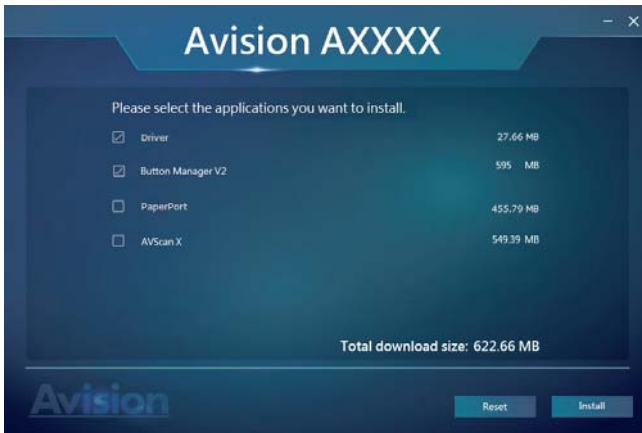 Avision AXXXX
Please select the applications you want to install.
Driver 27.66 MB
Button Manager V2 595 MB
PaperPort 455.79 MB
AVScan X 549.39 MB
Total download size: 622.66 MB
Avision
Reset Install